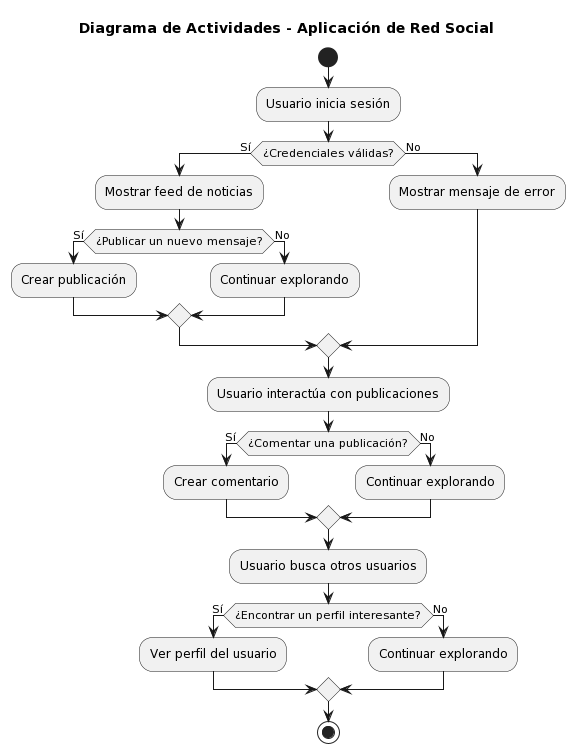 Diagrama de Actividades - Aplicación de Red Social
Usuario inicia sesión
¿Credenciales válidas?
Sí
No
Mostrar feed de noticias
Mostrar mensaje de error
¿Publicar un nuevo mensaje?
Sí
No
Crear publicación
Continuar explorando
Usuario interactúa con publicaciones
¿Comentar una publicación?
Sí
No
Crear comentario
Continuar explorando
Usuario busca otros usuarios
¿Encontrar un perfil interesante?
Sí
No
Ver perfil del usuario
Continuar explorando